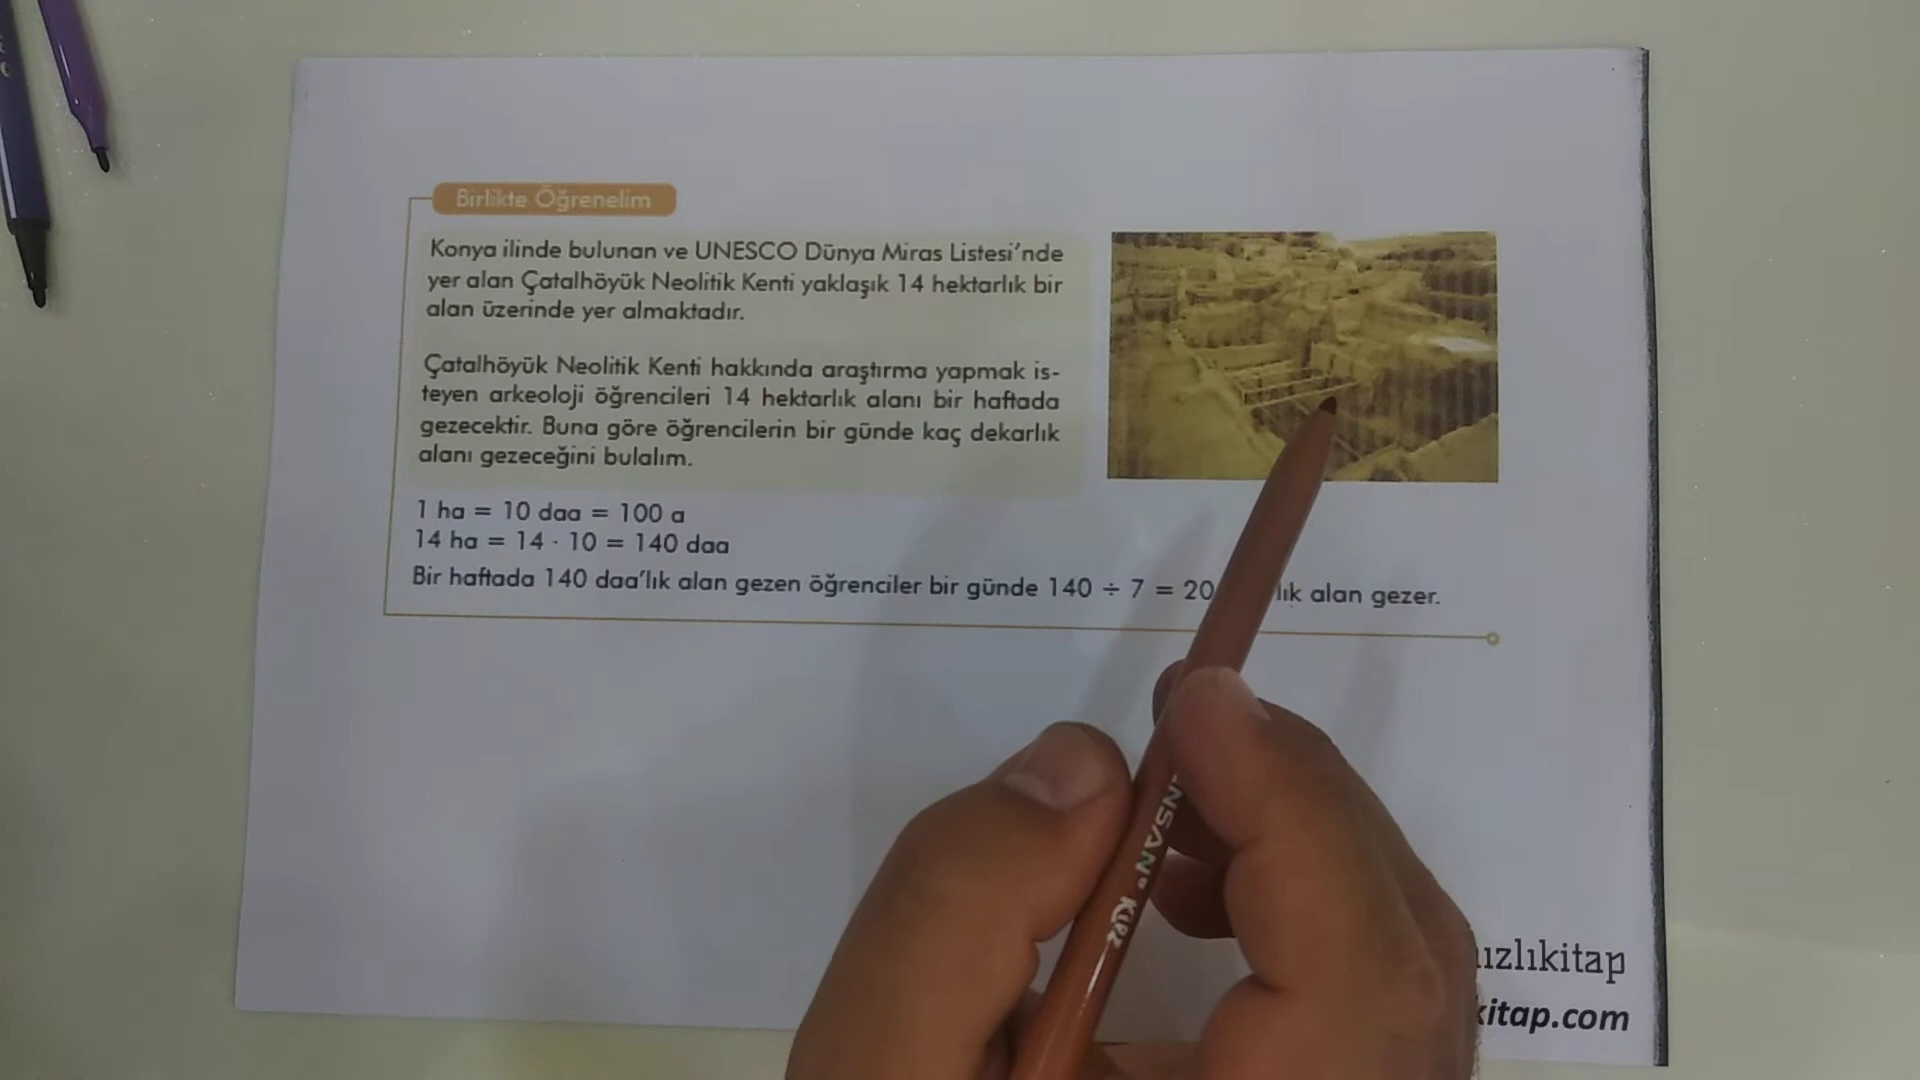 Birlikte Öğrenelim
Konya ilinde bulunan ve UNESCO Dünya Miras Listesi'nde
yer alan Çatalhöyük Neolitik Kenti yaklaşık 14 hektarlık bir
alan üzerinde yer almaktadır.
Çatalhöyük Neolitik Kenti hakkında araştırma yapmak is-
teyen arkeoloji öğrencileri 14 hektarlık alanı bir haftada
gezecektir. Buna göre öğrencilerin bir günde kaç dekarlık
alanı gezeceğini bulalım.
1 ha = 10 daa = 100 a
14 ha = 14 · 10 = 140 daa
Bir haftada 140 daa'lık alan gezen öğrenciler bir günde 140 ÷ 7 = 20 lık alan gezer.
ızlıkitap
kitap.com
NSAN